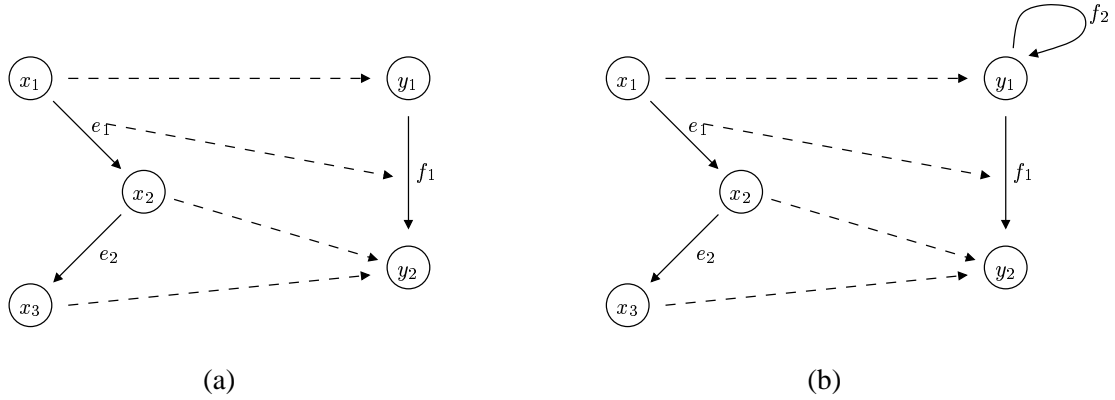 f₂
x₁ y₁ x₁ y₁
e₁ e₁
f₁ f₁
x₂ x₂
e₂ y₂ e₂ y₂
x₃ x₃
(a) (b)